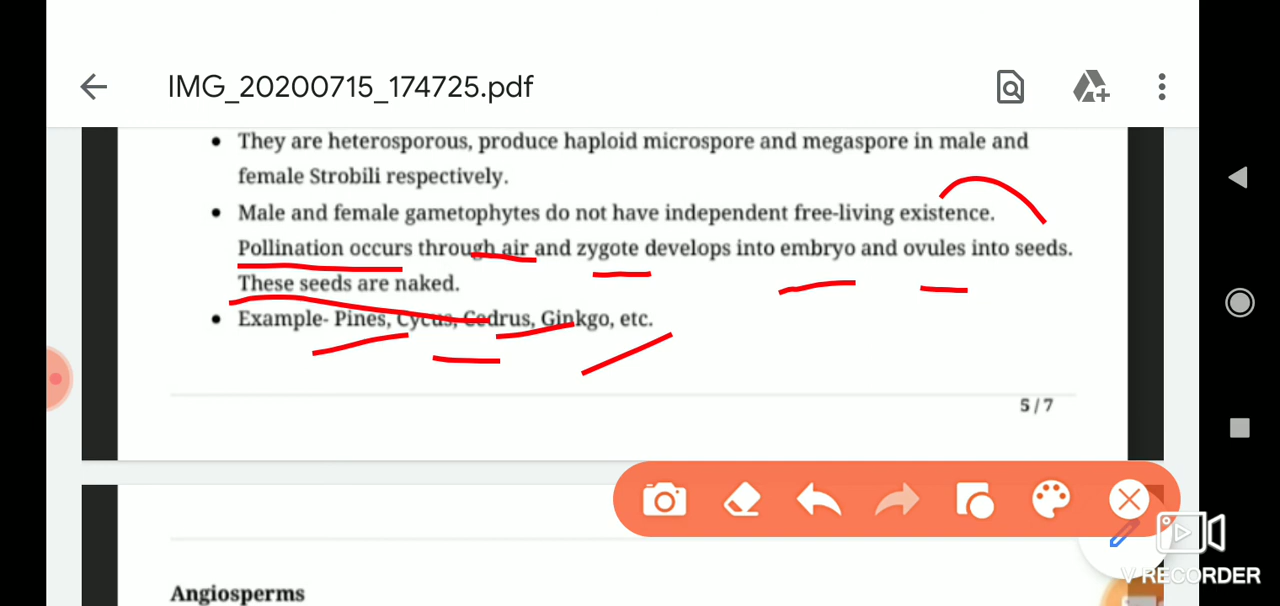 IMG_20200715_174725.pdf
• They are heterosporous, produce haploid microspore and megaspore in male and
female Strobili respectively.
• Male and female gametophytes do not have independent free-living existence.
Pollination occurs through air and zygote develops into embryo and ovules into seeds.
These seeds are naked.
• Example- Pines, Cycus, Cedrus, Ginkgo, etc.
5 / 7
Angiosperms
V RECORDER